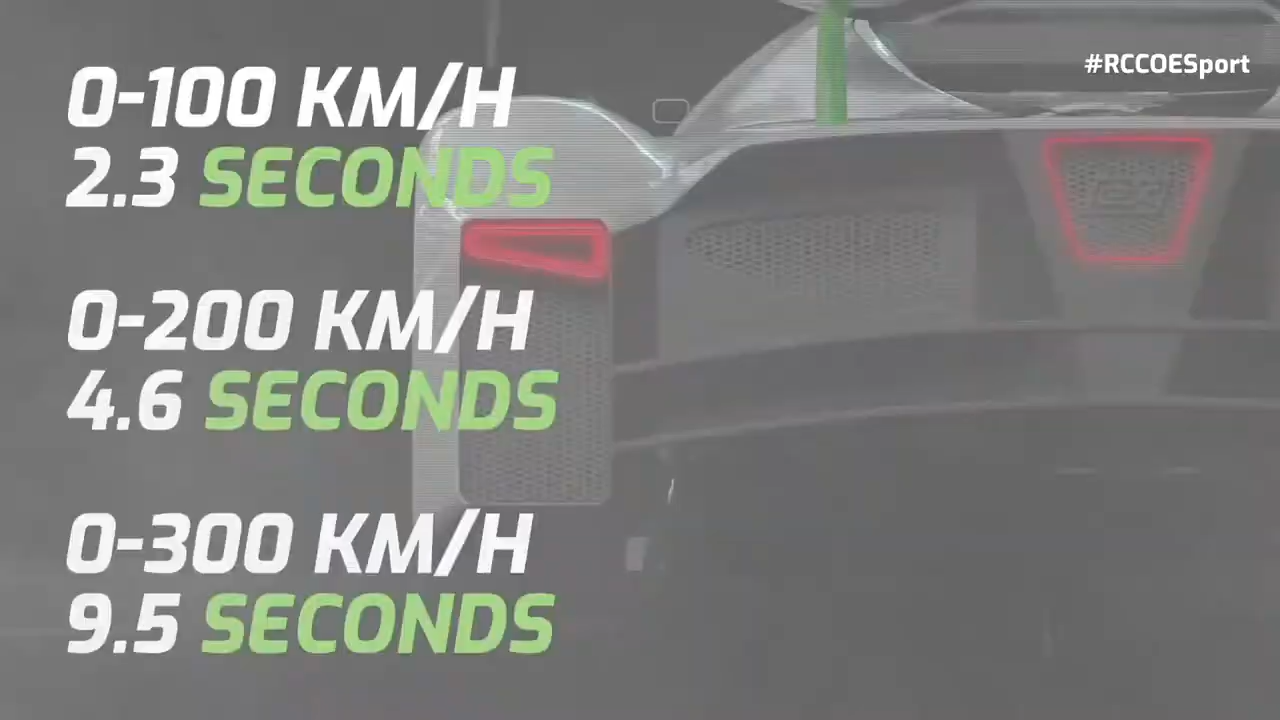 #RCCOESport
0-100 KM/H
2.3 SECONDS
0-200 KM/H
4.6 SECONDS
0-300 KM/H
9.5 SECONDS